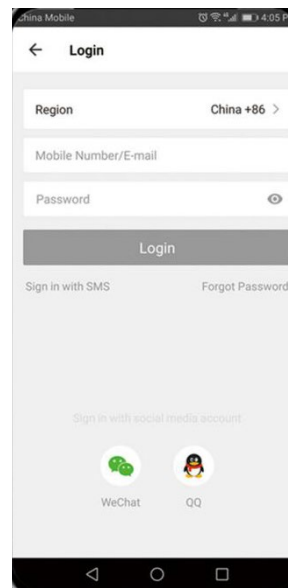 China Mobile 4:05 P
Login
Region China +86 >
Mobile Number/E-mail
Password
Login
Sign in with SMS Forgot Password
Sign in with social media account
WeChat QQ